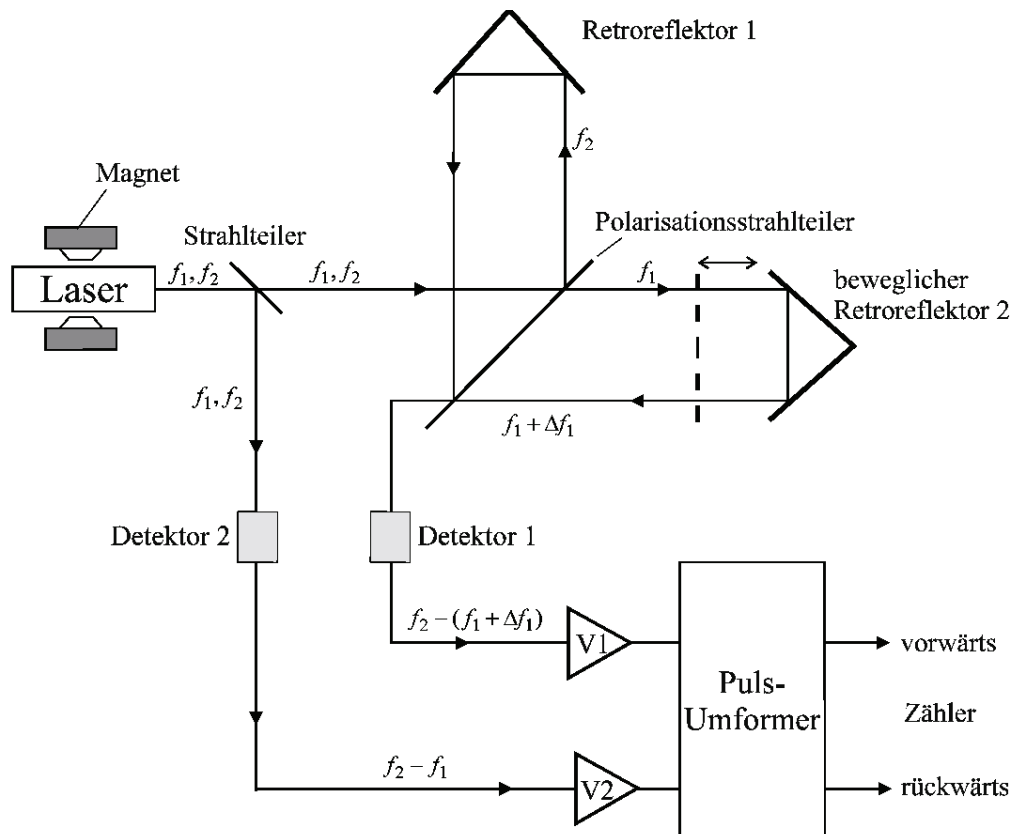 Retroreflektor 1
f₂
Magnet
Strahlteiler
Polarisationsstrahlteiler
Laser
f₁, f₂
f₁, f₂
f₁
beweglicher
Retroreflektor 2
f₁, f₂
f₁ + Δf₁
Detektor 2
Detektor 1
f₂ – (f₁ + Δf₁)
V1
vorwärts
Puls-
Umformer
Zähler
f₂ – f₁
V2
rückwärts